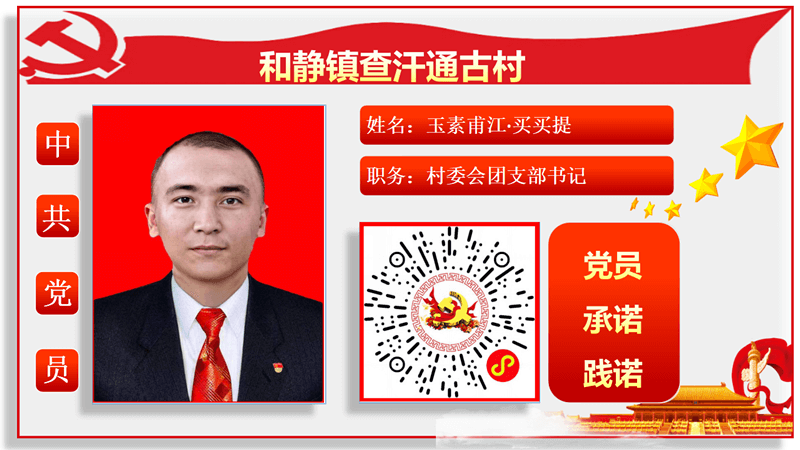 和静镇查汗通古村
中共党员
姓名：玉素甫江·买买提
职务：村委会团支部书记
党员
承诺
践诺